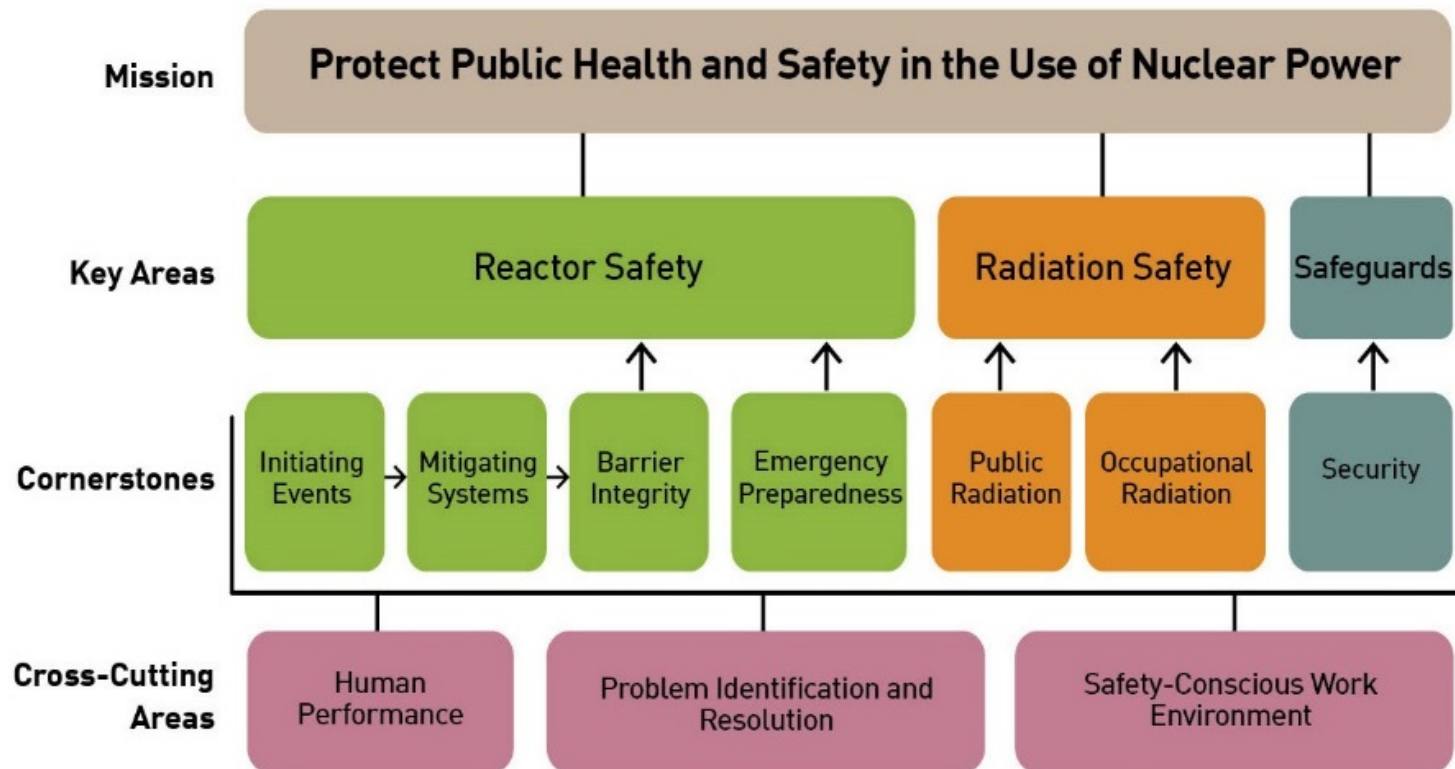 Mission
Protect Public Health and Safety in the Use of Nuclear Power
Key Areas
Reactor Safety
Radiation Safety
Safeguards
Cornerstones
Initiating
Events
Mitigating
Systems
Barrier
Integrity
Emergency
Preparedness
Public
Radiation
Occupational
Radiation
Security
Cross-Cutting
Areas
Human
Performance
Problem Identification and
Resolution
Safety-Conscious Work
Environment